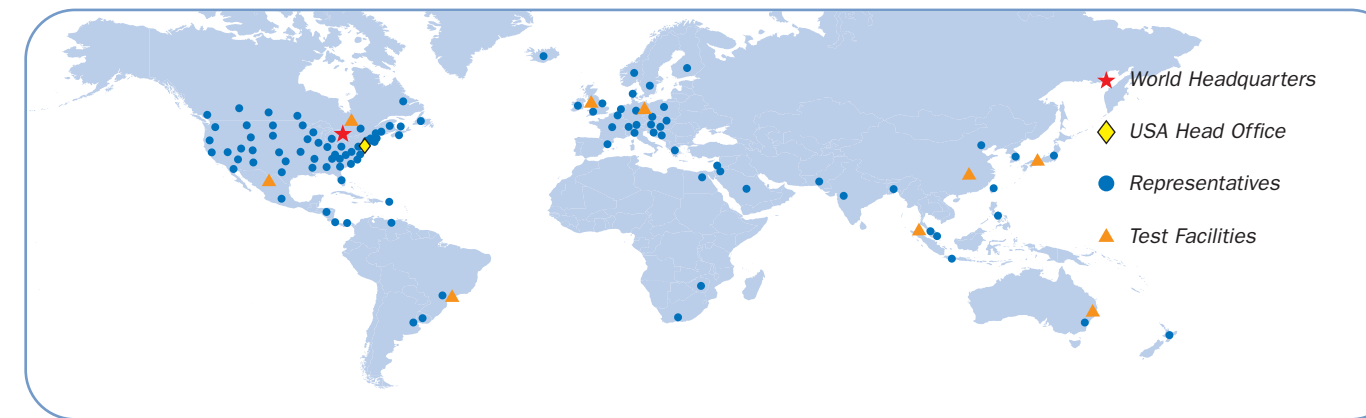 World Headquarters
USA Head Office
Representatives
Test Facilities